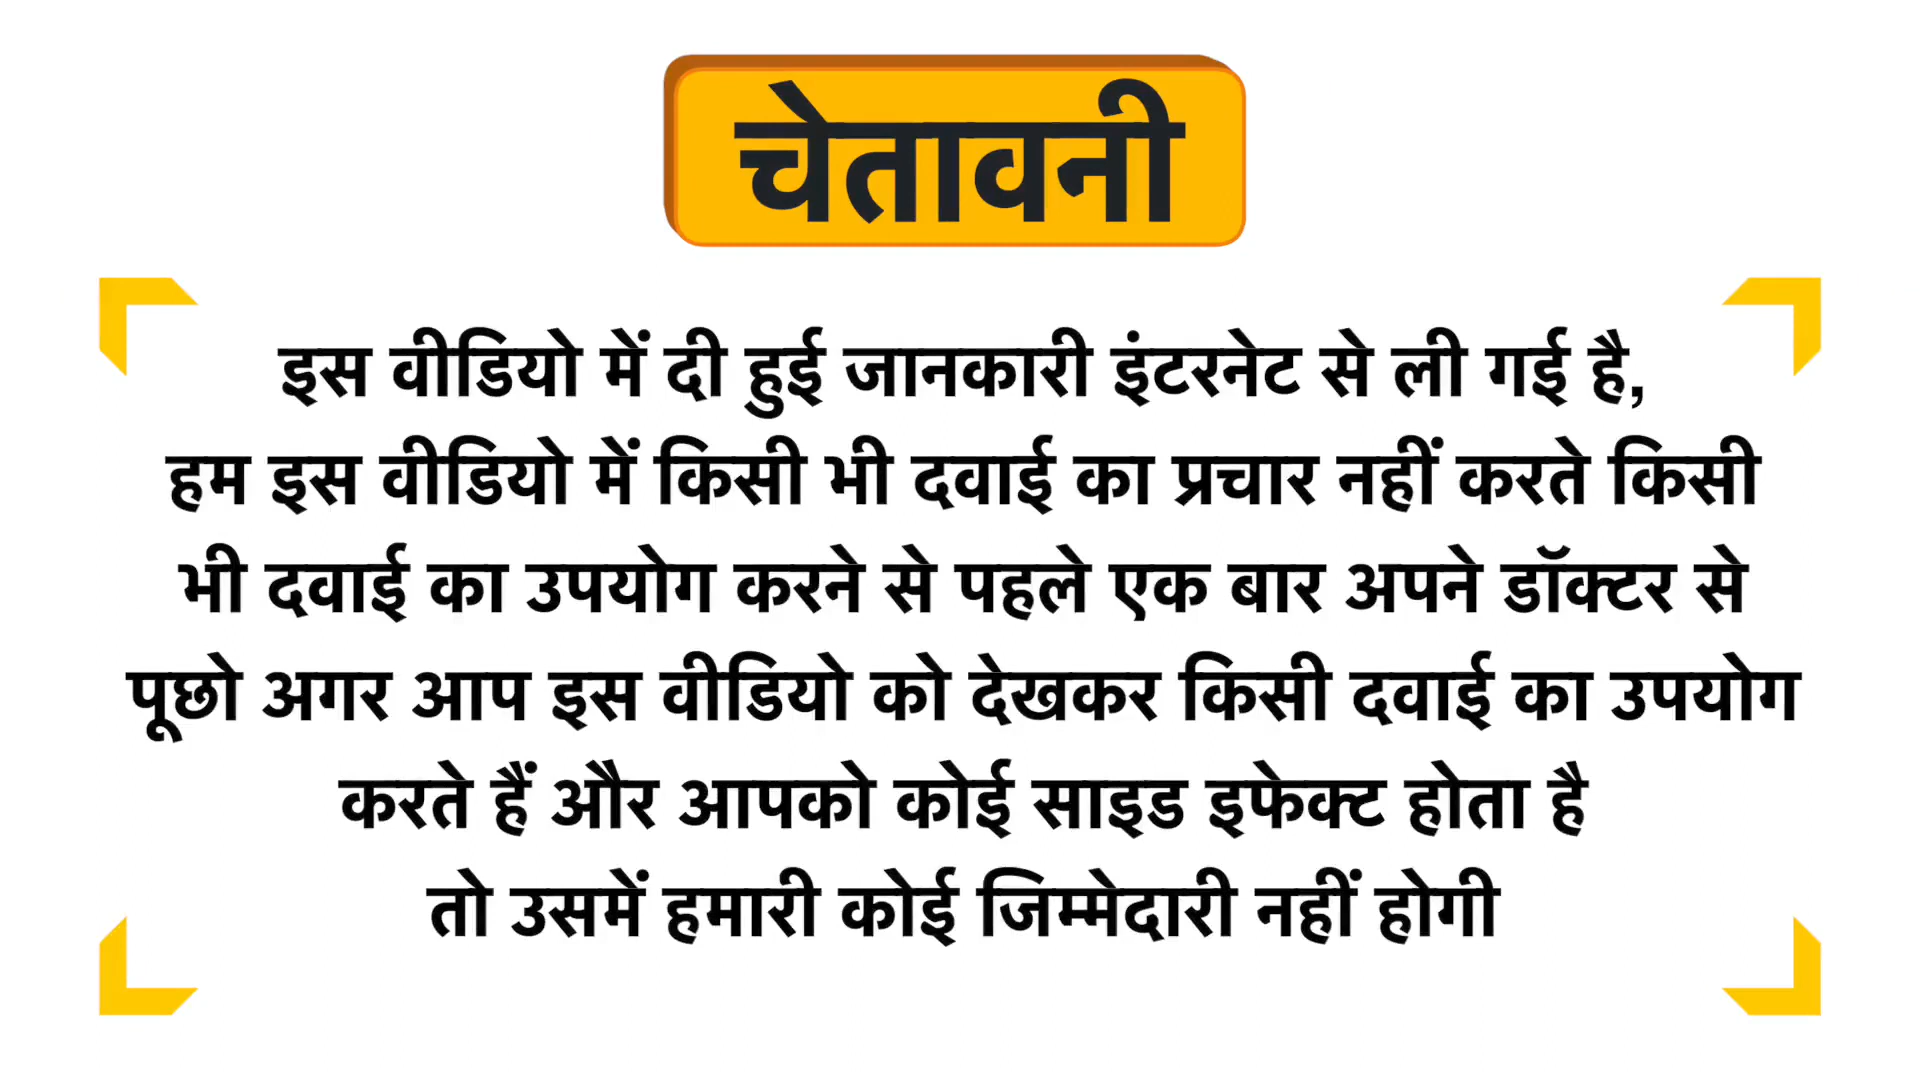 चेतावनी
इस वीडियो में दी हुई जानकारी इंटरनेट से ली गई है,
हम इस वीडियो में किसी भी दवाई का प्रचार नहीं करते किसी
भी दवाई का उपयोग करने से पहले एक बार अपने डॉक्टर से
पूछो अगर आप इस वीडियो को देखकर किसी दवाई का उपयोग
करते हैं और आपको कोई साइड इफेक्ट होता है
तो उसमें हमारी कोई जिम्मेदारी नहीं होगी